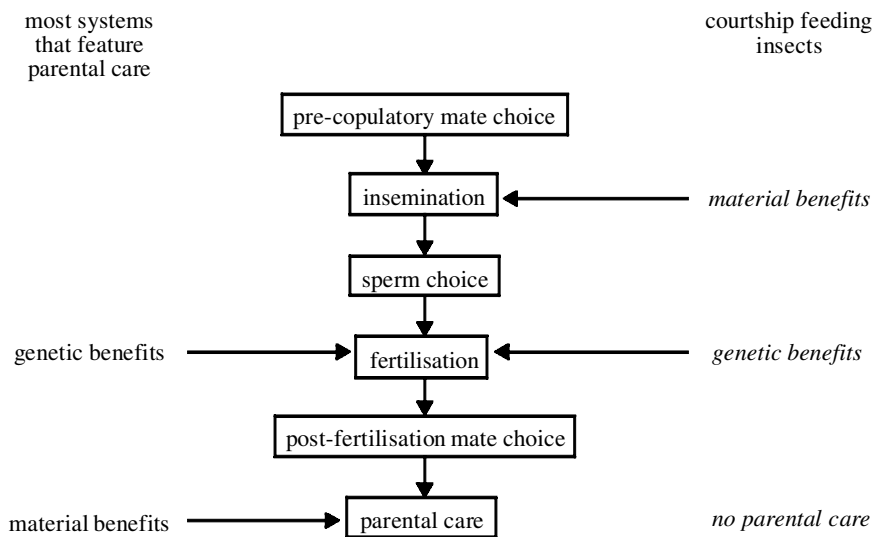 most systems
that feature
parental care
courtship feeding
insects
pre-copulatory mate choice
insemination
material benefits
sperm choice
genetic benefits
fertilisation
genetic benefits
post-fertilisation mate choice
material benefits
parental care
no parental care